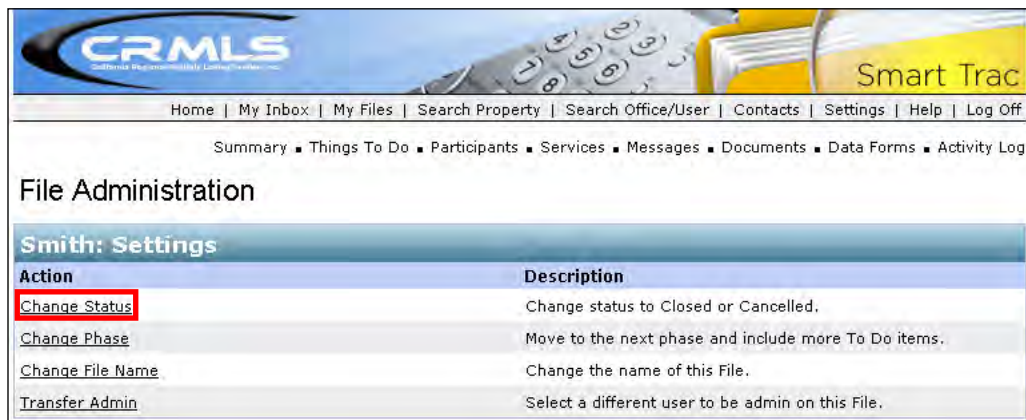 CRMLS
Smart Trac
Home | My Inbox | My Files | Search Property | Search Office/User | Contacts | Settings | Help | Log Off
Summary ▪ Things To Do ▪ Participants ▪ Services ▪ Messages ▪ Documents ▪ Data Forms ▪ Activity Log
File Administration
Smith: Settings
Action Description
Change Status Change status to Closed or Cancelled.
Change Phase Move to the next phase and include more To Do items.
Change File Name Change the name of this File.
Transfer Admin Select a different user to be admin on this File.